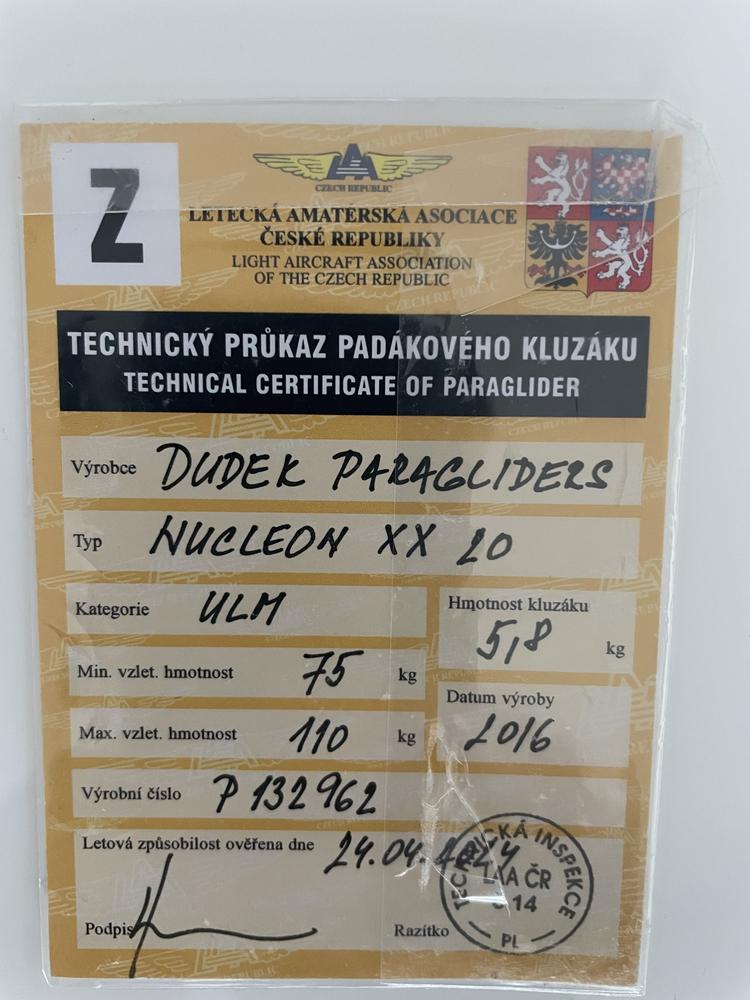 Z
CZECH REPUBLIC
LETECKÁ AMATÉRSKÁ ASOCIACE
ČESKÉ REPUBLIKY
LIGHT AIRCRAFT ASSOCIATION
OF THE CZECH REPUBLIC
TECHNICKÝ PRŮKAZ PADÁKOVÉHO KLUZÁKU
TECHNICAL CERTIFICATE OF PARAGLIDER
Výrobce DUDEK PARAGLIDERS
Typ NUCLEON XX 20
Kategorie ULM
Hmotnost kluzáku
5,8 kg
Min. vzlet. hmotnost 75 kg
Datum výroby
2016
Max. vzlet. hmotnost 110 kg
Výrobní číslo P 132962
Letová způsobilost ověřena dne 24.04.2024
Podpis
Razítko
TECHNICKÁ INSPEKCE
LAA ČR
14
PL